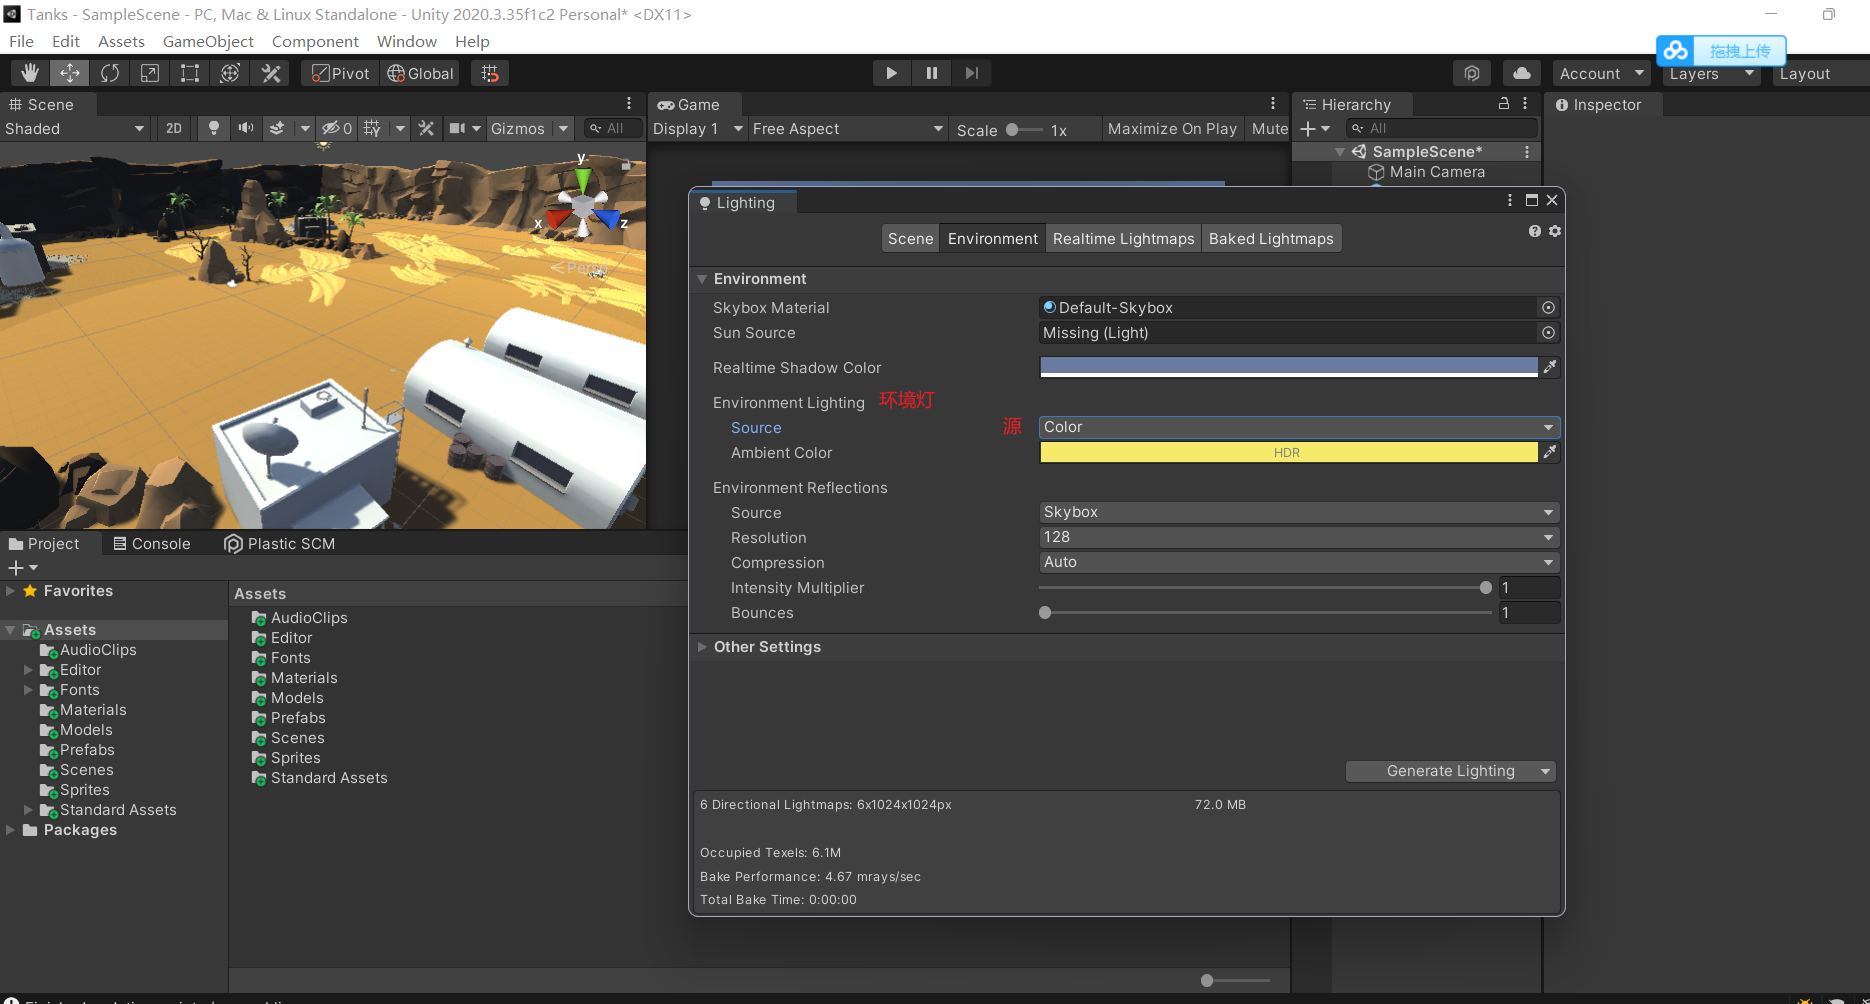 Tanks - SampleScene - PC, Mac & Linux Standalone - Unity 2020.3.35f1c2 Personal* <DX11>
File Edit Assets GameObject Component Window Help
拖拽上传
Pivot Global Account Layers Layout
Scene Game Hierarchy Inspector
Shaded 2D 0 Gizmos All Display 1 Free Aspect Scale 1x Maximize On Play Mute All
SampleScene*
Main Camera
y
x
z
Persp
Lighting
Scene Environment Realtime Lightmaps Baked Lightmaps
Environment
Skybox Material Default-Skybox
Sun Source Missing (Light)
Realtime Shadow Color
Environment Lighting 环境灯
Source 源 Color
Ambient Color HDR
Environment Reflections
Source Skybox
Resolution 128
Compression Auto
Intensity Multiplier 1
Bounces 1
Other Settings
Generate Lighting
6 Directional Lightmaps: 6x1024x1024px 72.0 MB
Occupied Texels: 6.1M
Bake Performance: 4.67 mrays/sec
Total Bake Time: 0:00:00
Project Console Plastic SCM
Favorites
Assets
AudioClips
Editor
Fonts
Materials
Models
Prefabs
Scenes
Sprites
Standard Assets
Packages
Assets
AudioClips
Editor
Fonts
Materials
Models
Prefabs
Scenes
Sprites
Standard Assets